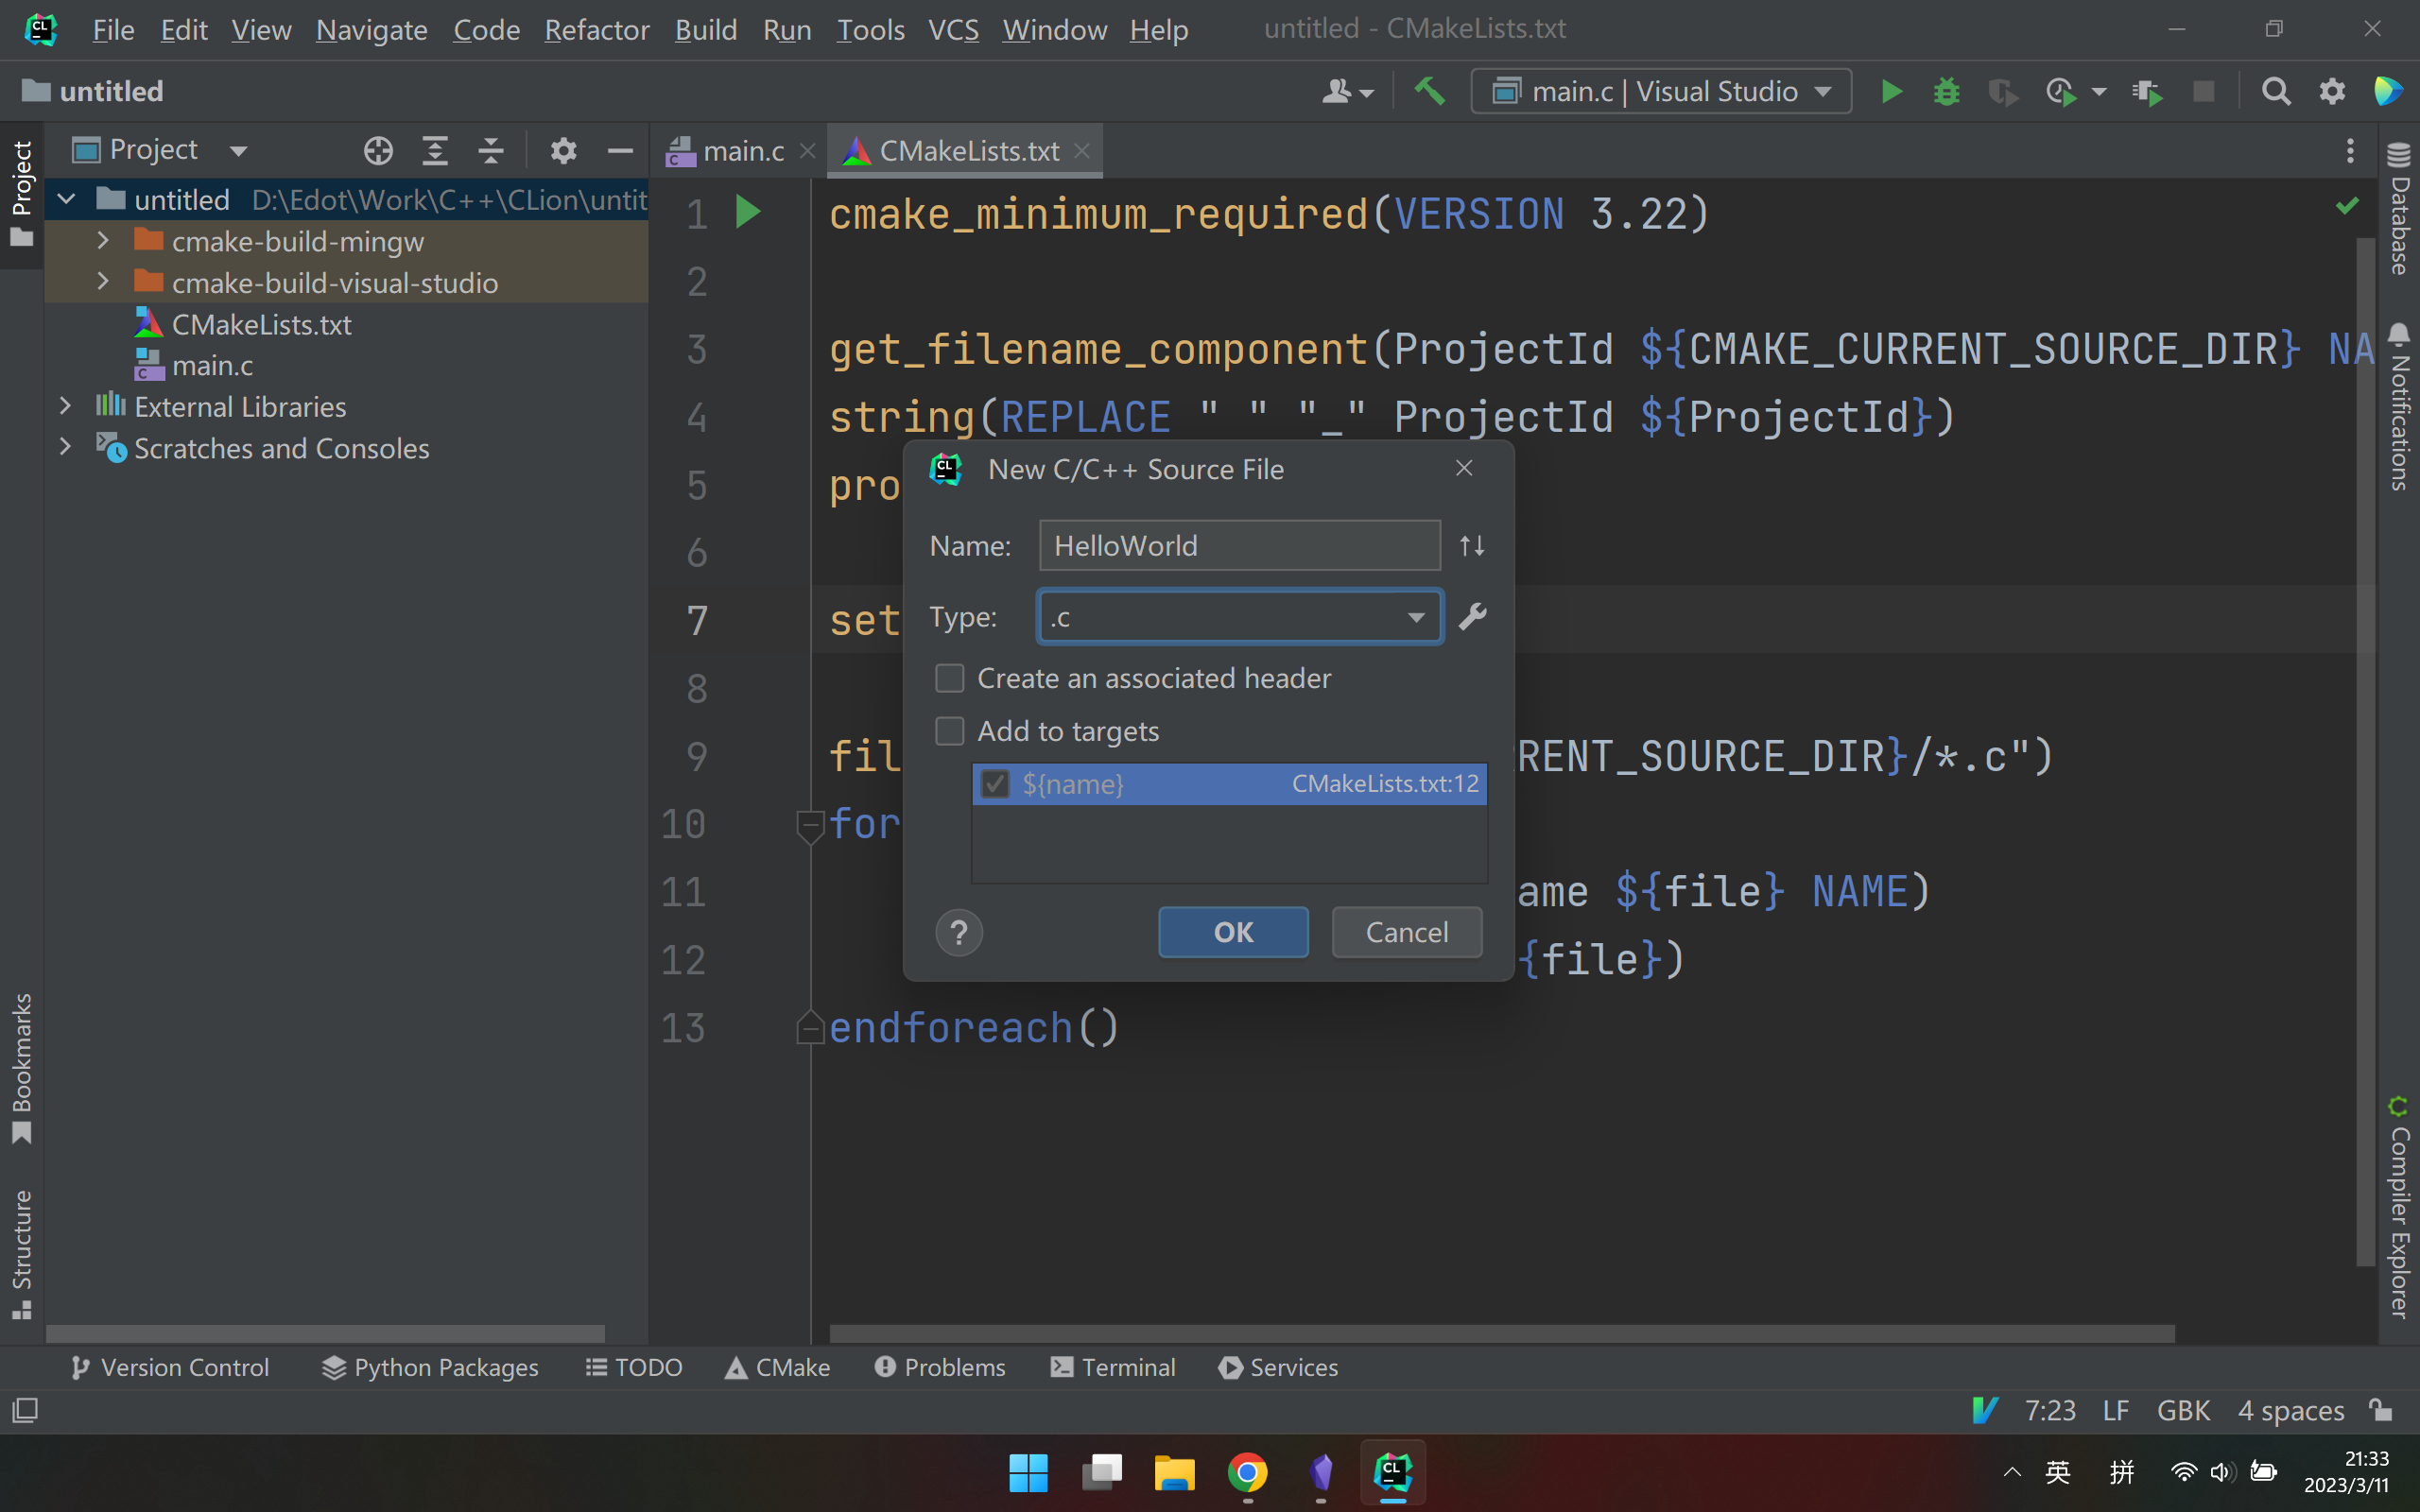 File Edit View Navigate Code Refactor Build Run Tools VCS Window Help untitled - CMakeLists.txt
untitled
main.c | Visual Studio
Project
Project
main.c
CMakeLists.txt
untitled D:\Edot\Work\C++\CLion\untit
cmake-build-mingw
cmake-build-visual-studio
CMakeLists.txt
main.c
External Libraries
Scratches and Consoles
Bookmarks
Structure
1 cmake_minimum_required(VERSION 3.22)
2
3 get_filename_component(ProjectId ${CMAKE_CURRENT_SOURCE_DIR} NA
4 string(REPLACE " " "_" ProjectId ${ProjectId})
5 pro
6
7 set
8
9 fil RENT_SOURCE_DIR}/*.c")
10 for
11 ame ${file} NAME)
12 {file})
13 endforeach()
New C/C++ Source File
Name: HelloWorld
Type: .c
Create an associated header
Add to targets
${name} CMakeLists.txt:12
?
OK
Cancel
Database
Notifications
Compiler Explorer
Version Control Python Packages TODO CMake Problems Terminal Services
7:23 LF GBK 4 spaces
英 拼
21:33
2023/3/11